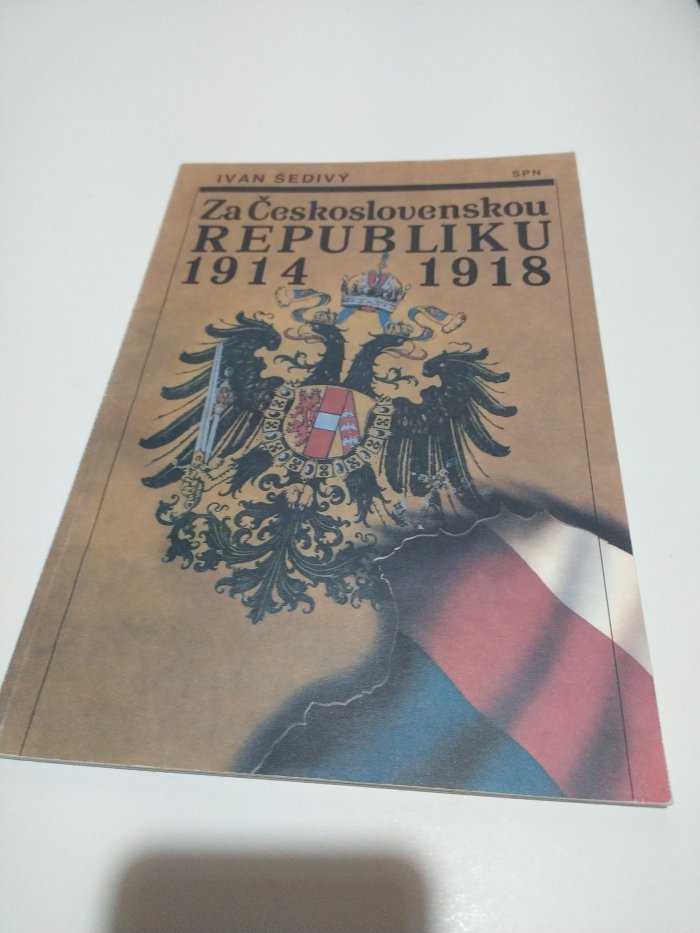 IVAN ŠEDIVÝ
SPN
Za Československou
REPUBLIKU
1914 1918